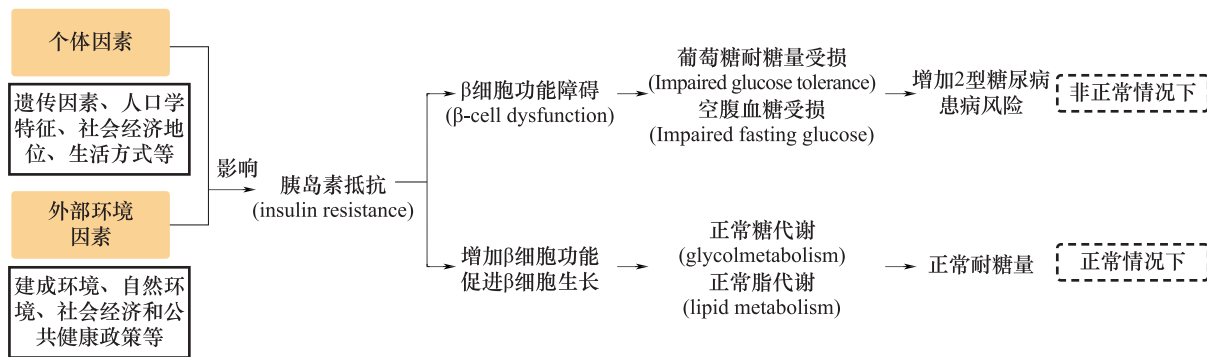 个体因素
遗传因素、人口学
特征、社会经济地
位、生活方式等
外部环境
因素
建成环境、自然环
境、社会经济和公
共健康政策等
影响
胰岛素抵抗
(insulin resistance)
β细胞功能障碍
(β-cell dysfunction)
葡萄糖耐糖量受损
(Impaired glucose tolerance)
空腹血糖受损
(Impaired fasting glucose)
增加2型糖尿病
患病风险
非正常情况下
增加β细胞功能
促进β细胞生长
正常糖代谢
(glycolmetabolism)
正常脂代谢
(lipid metabolism)
正常耐糖量
正常情况下